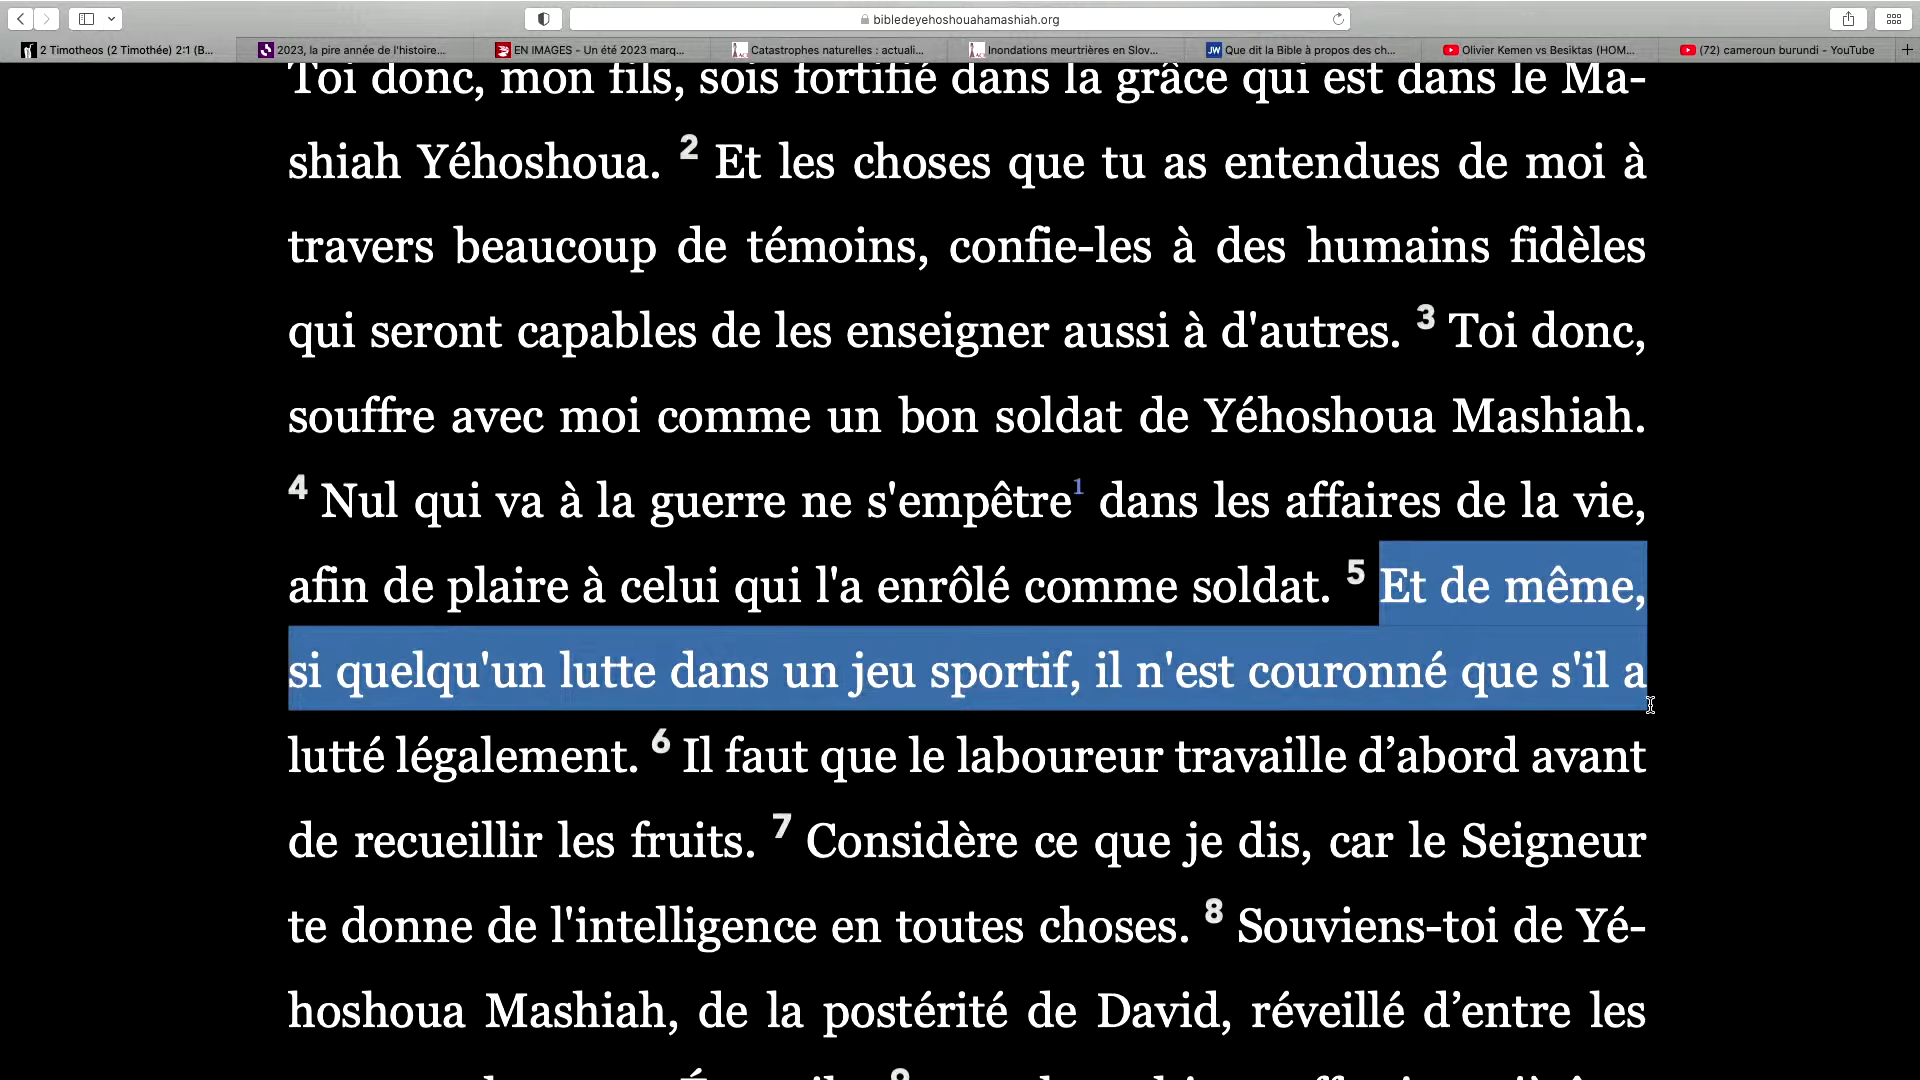 bibledeyehoshouahamashiah.org
2 Timotheos (2 Timothée) 2:1 (B...
2023, la pire année de l'histoire...
EN IMAGES - Un été 2023 marq...
Catastrophes naturelles : actuali...
Inondations meurtrières en Slov...
JW Que dit la Bible à propos des ch...
Olivier Kemen vs Besiktas (HOM...
(72) cameroun burundi - YouTube
Toi donc, mon fils, sois fortifié dans la grâce qui est dans le Ma-
shiah Yéhoshoua. 2 Et les choses que tu as entendues de moi à
travers beaucoup de témoins, confie-les à des humains fidèles
qui seront capables de les enseigner aussi à d'autres. 3 Toi donc,
souffre avec moi comme un bon soldat de Yéhoshoua Mashiah.
4 Nul qui va à la guerre ne s'empêtre1 dans les affaires de la vie,
afin de plaire à celui qui l'a enrôlé comme soldat. 5 Et de même,
si quelqu'un lutte dans un jeu sportif, il n'est couronné que s'il a
lutté légalement. 6 Il faut que le laboureur travaille d’abord avant
de recueillir les fruits. 7 Considère ce que je dis, car le Seigneur
te donne de l'intelligence en toutes choses. 8 Souviens-toi de Yé-
hoshoua Mashiah, de la postérité de David, réveillé d’entre les